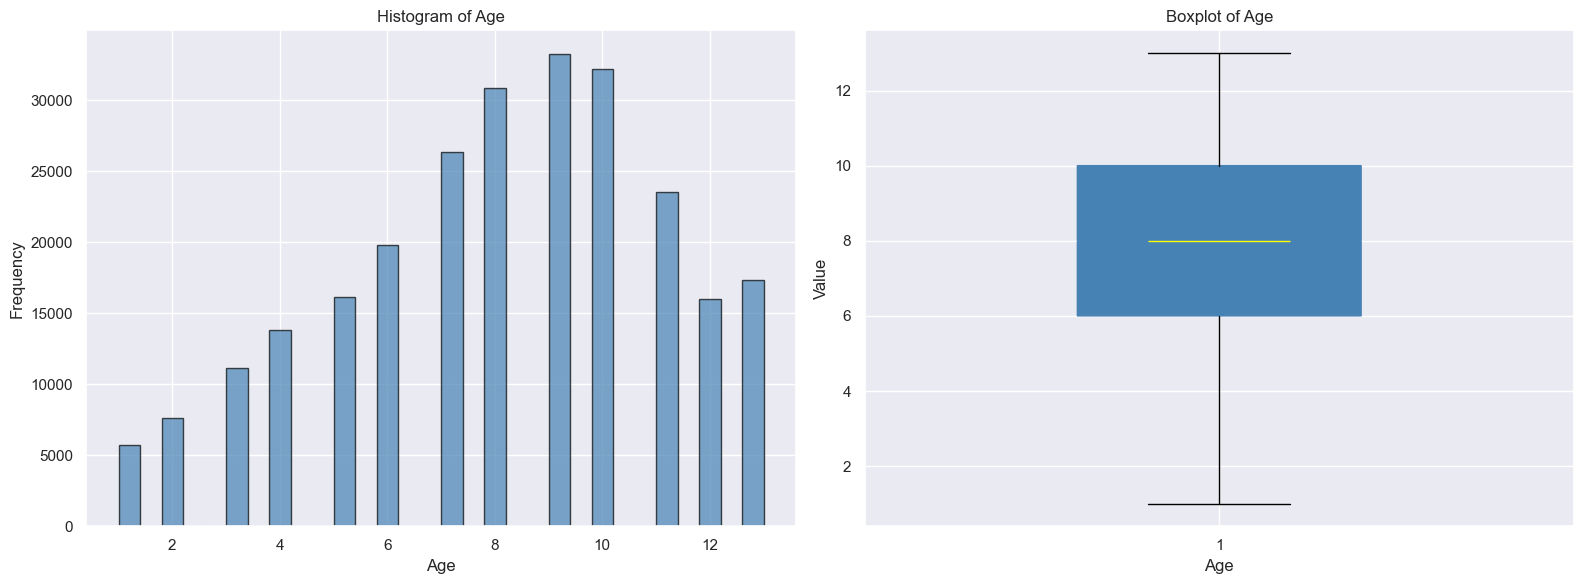 Histogram of Age
30000
25000
20000
15000
10000
5000
0
2 4 6 8 10 12
Frequency
Age
Boxplot of Age
12
10
8
6
4
2
1
Value
Age